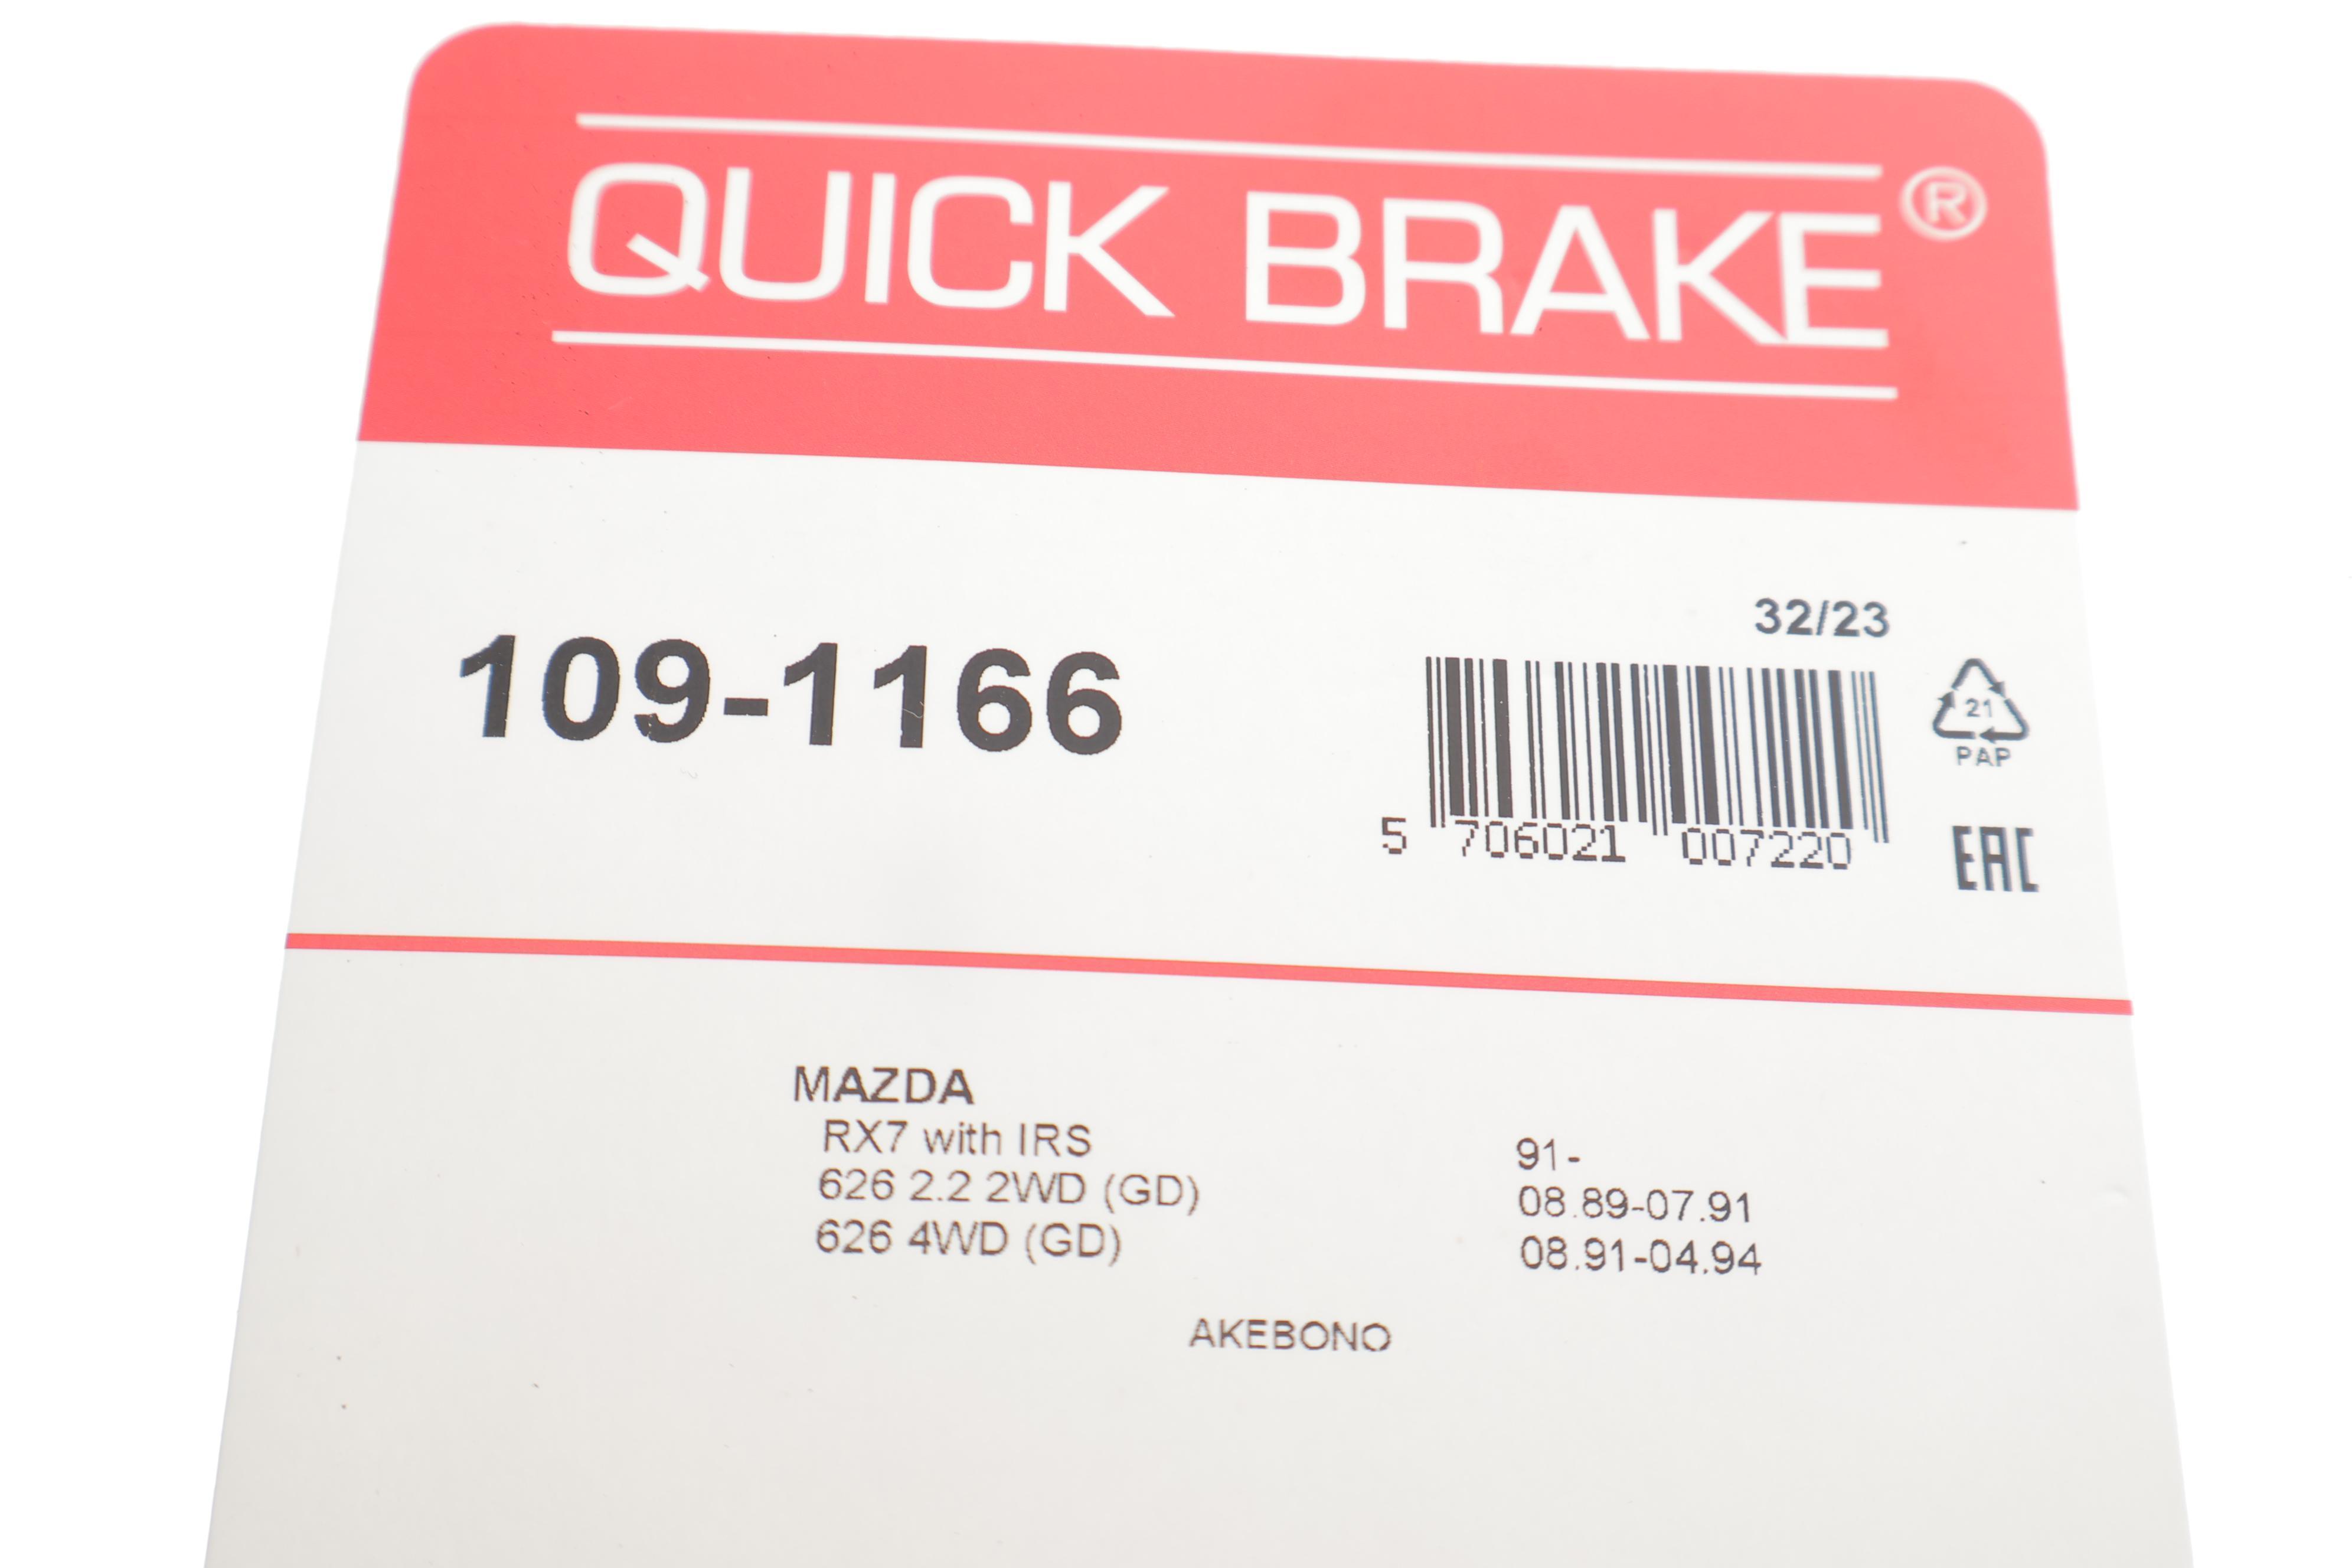 QUICK BRAKE®
32/23
109-1166
21
PAP
5 706021 007220
EAC
MAZDA
RX7 with IRS 91-
626 2.2 2WD (GD) 08.89-07.91
626 4WD (GD) 08.91-04.94
AKEBONO